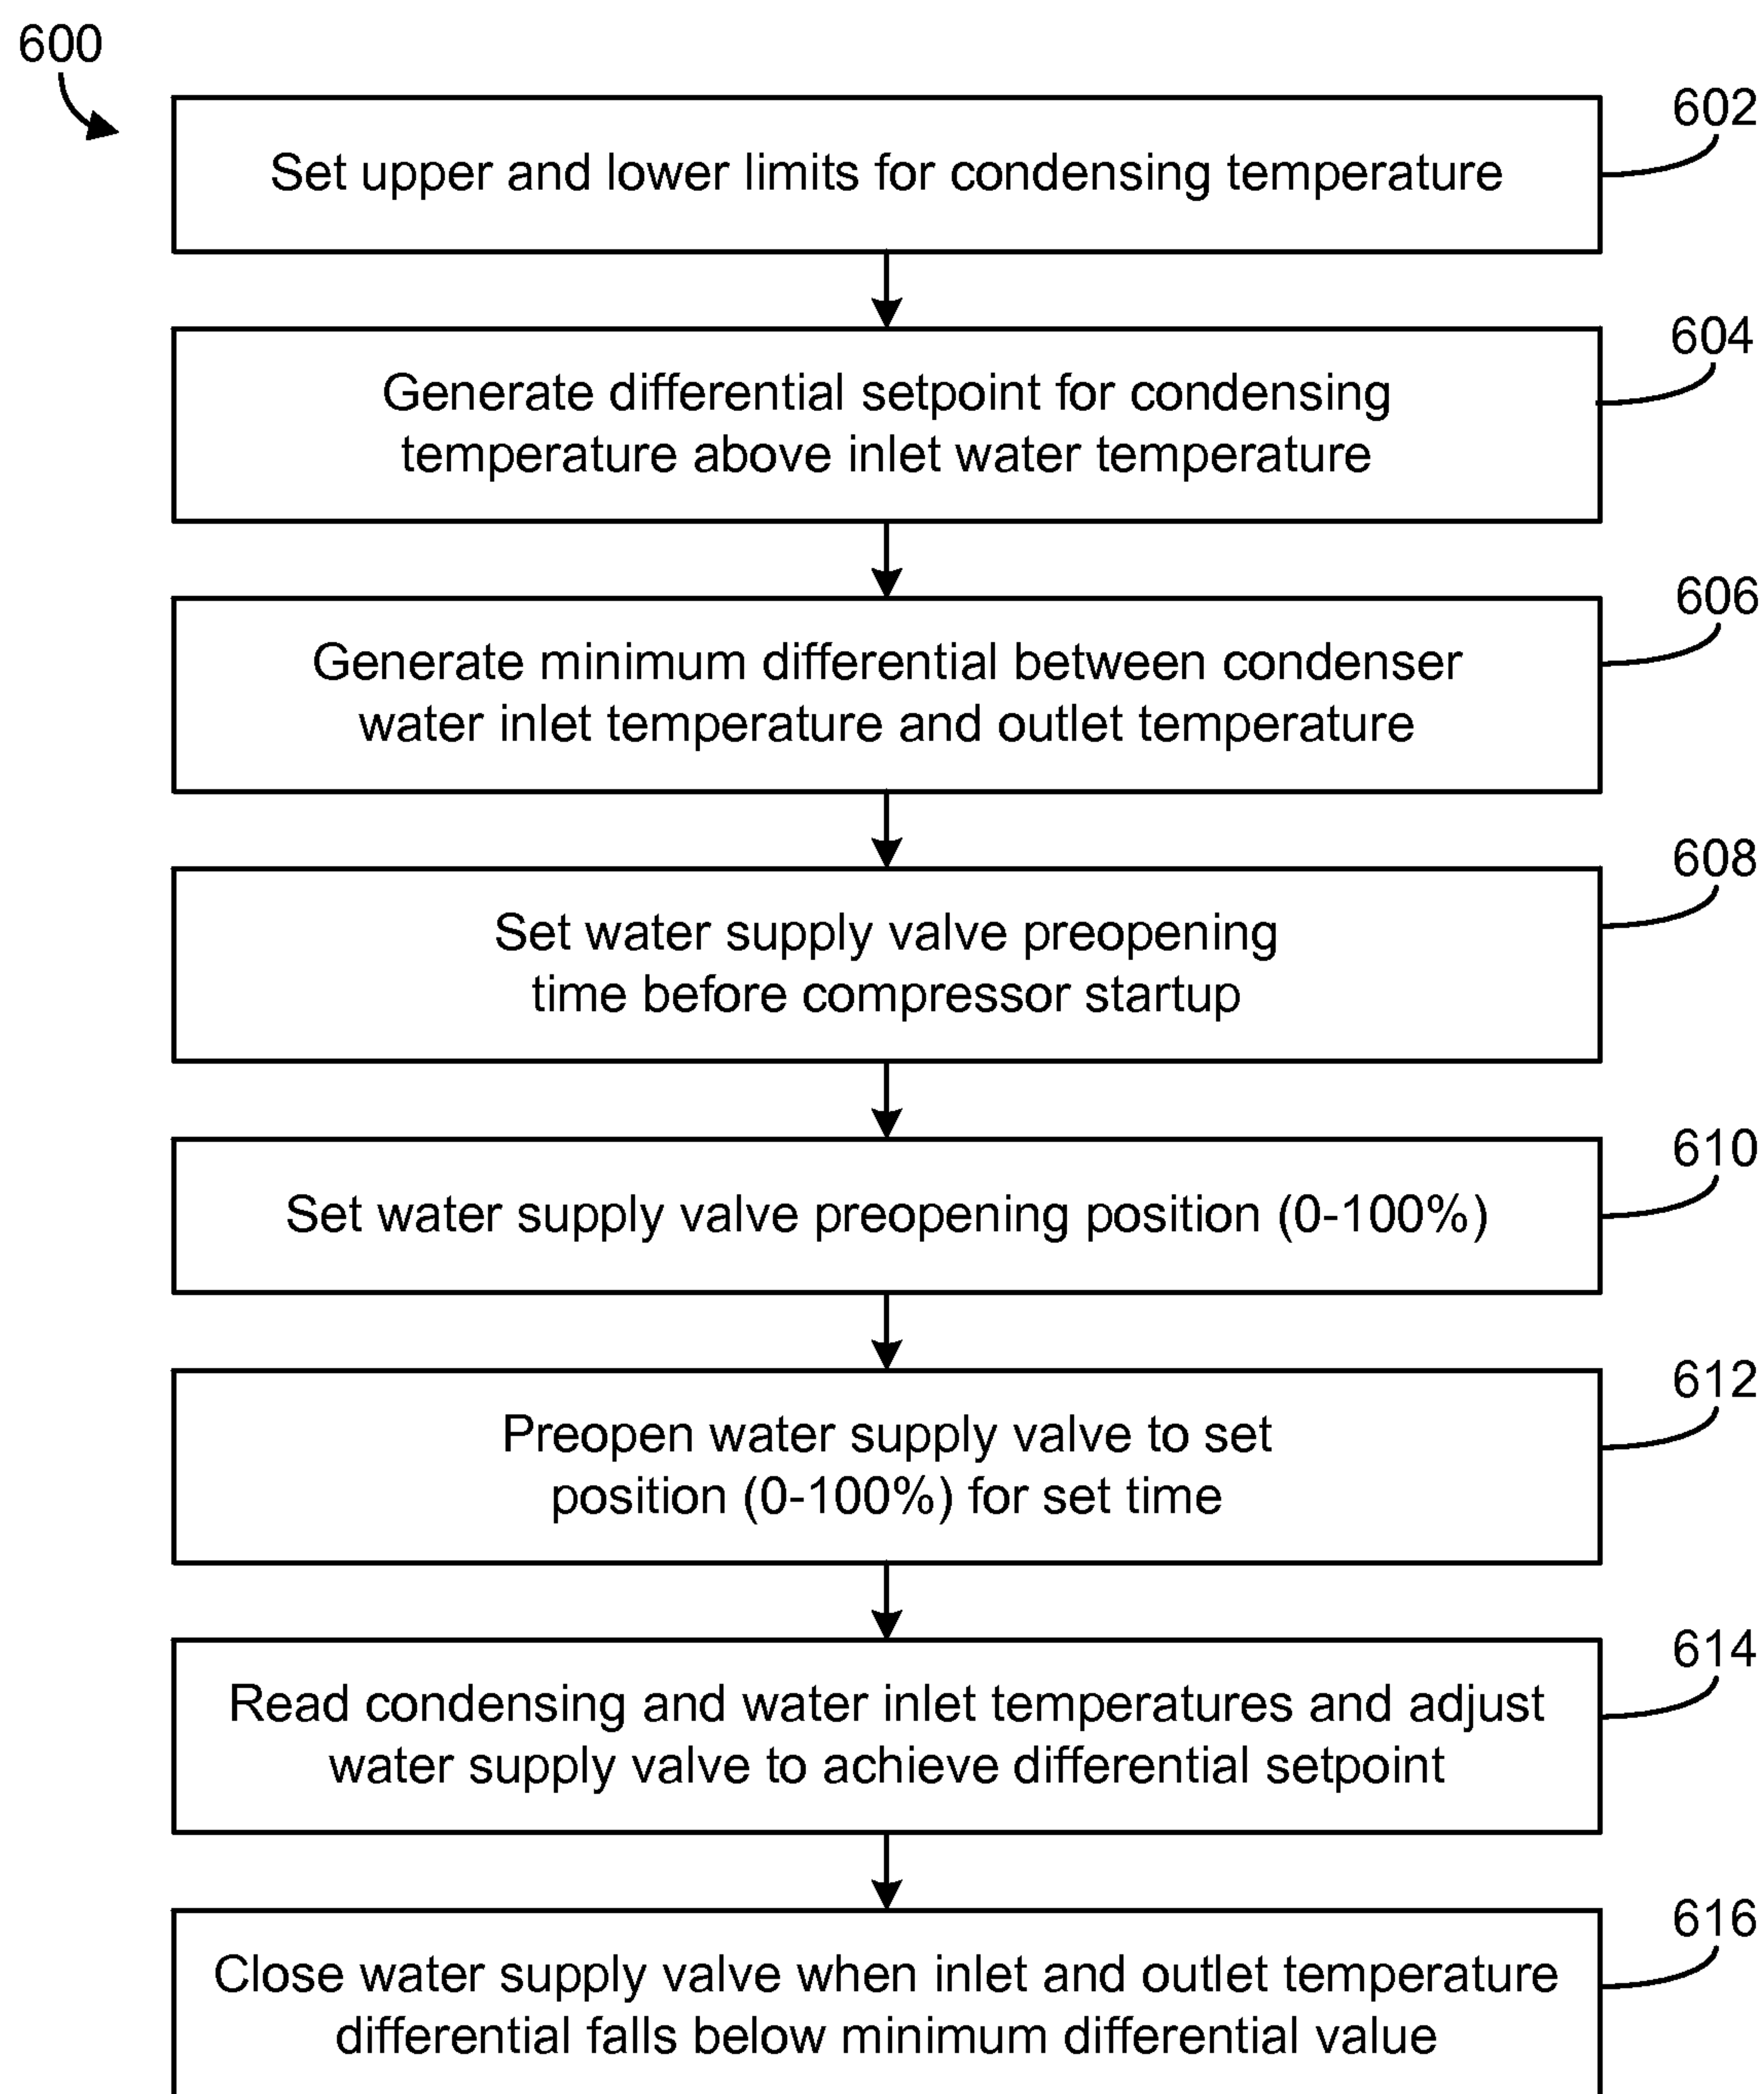 600
602
Set upper and lower limits for condensing temperature
604
Generate differential setpoint for condensing
temperature above inlet water temperature
606
Generate minimum differential between condenser
water inlet temperature and outlet temperature
608
Set water supply valve preopening
time before compressor startup
610
Set water supply valve preopening position (0-100%)
612
Preopen water supply valve to set
position (0-100%) for set time
614
Read condensing and water inlet temperatures and adjust
water supply valve to achieve differential setpoint
616
Close water supply valve when inlet and outlet temperature
differential falls below minimum differential value